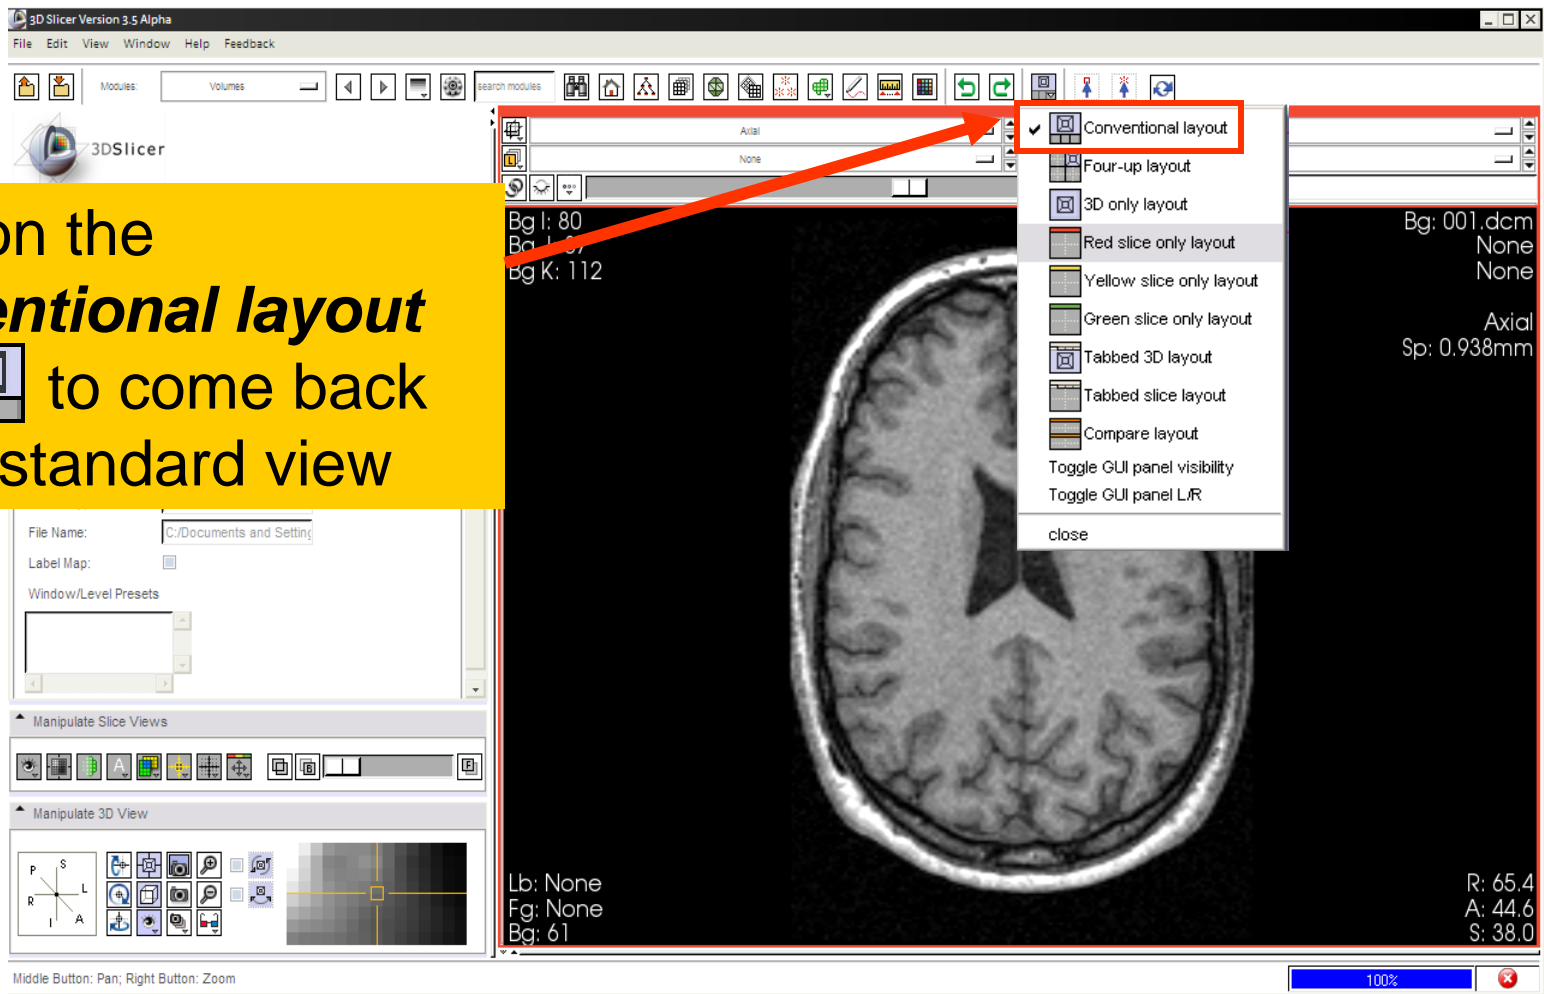 3D Slicer Version 3.5 Alpha
File Edit View Window Help Feedback
Modules: Volumes search modules
3DSlicer
on the
entional layout
to come back
standard view
File Name: C:/Documents and Setting
Label Map:
Window/Level Presets
Manipulate Slice Views
Manipulate 3D View
P S
L
R
I A
Axial
None
Bg I: 80
Bg K: 112
Bg: 001.dcm
None
None
Axial
Sp: 0.938mm
Conventional layout
Four-up layout
3D only layout
Red slice only layout
Yellow slice only layout
Green slice only layout
Tabbed 3D layout
Tabbed slice layout
Compare layout
Toggle GUI panel visibility
Toggle GUI panel L/R
close
Lb: None
Fg: None
Bg: 61
R: 65.4
A: 44.6
S: 38.0
Middle Button: Pan; Right Button: Zoom
100%